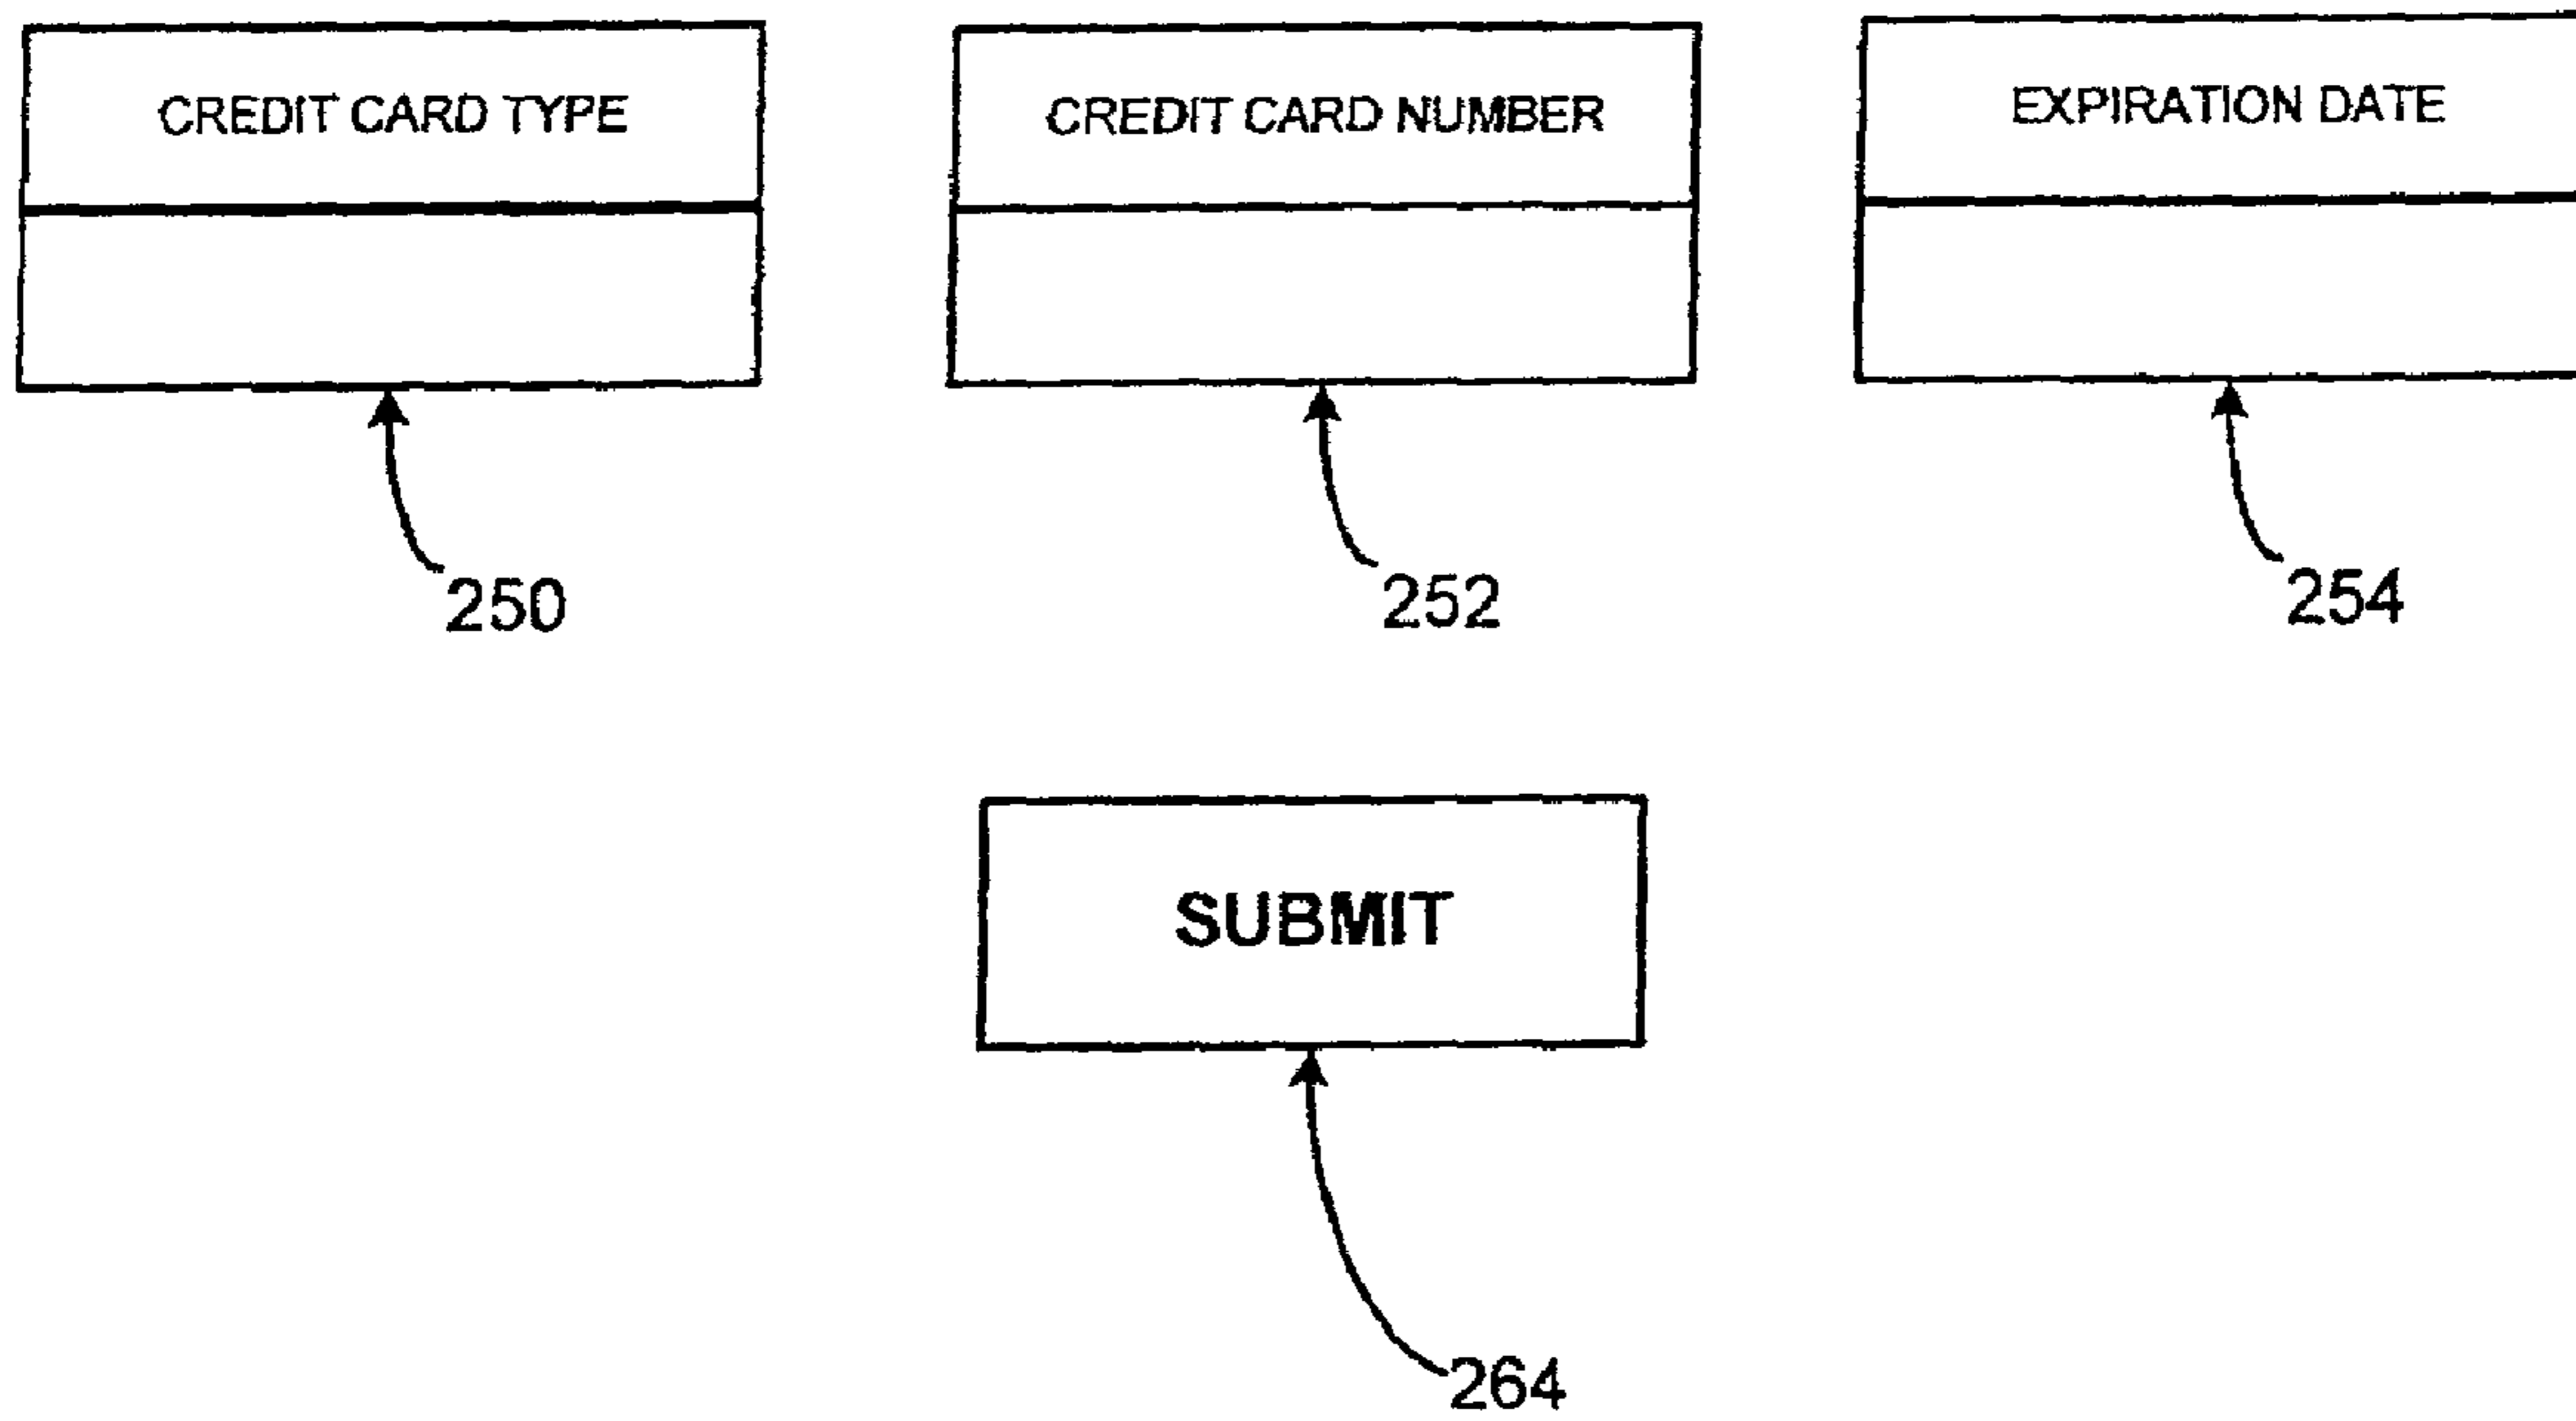 CREDIT CARD TYPE
CREDIT CARD NUMBER
EXPIRATION DATE
250
252
254
SUBMIT
264